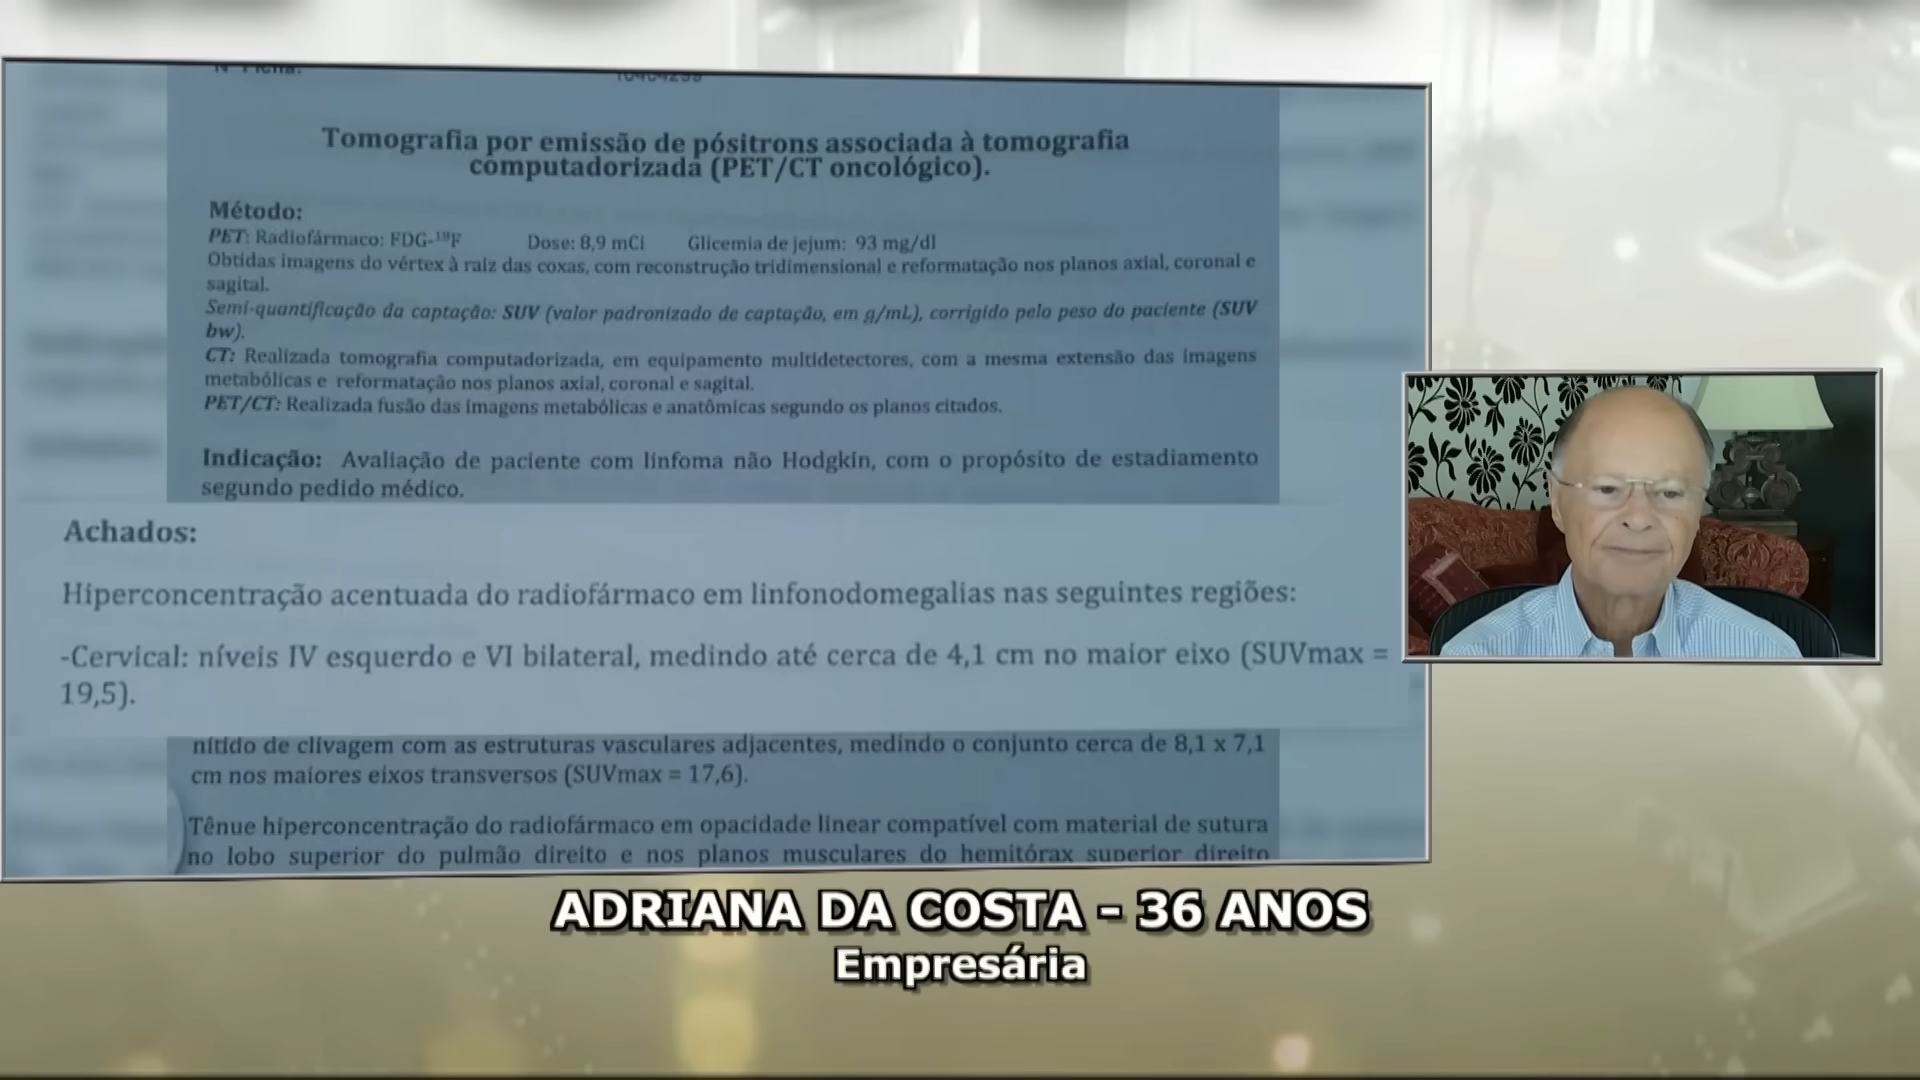 Tomografia por emissão de pósitrons associada à tomografia
computadorizada (PET/CT oncológico).
Método:
PET: Radiofármaco: FDG-¹⁸F Dose: 8,9 mCi Glicemia de jejum: 93 mg/dl
Obtidas imagens do vértex à raiz das coxas, com reconstrução tridimensional e reformatação nos planos axial, coronal e
sagital.
Semi-quantificação da captação: SUV (valor padronizado de captação, em g/mL), corrigido pelo peso do paciente (SUV
bw).
CT: Realizada tomografia computadorizada, em equipamento multidetectores, com a mesma extensão das imagens
metabólicas e reformatação nos planos axial, coronal e sagital.
PET/CT: Realizada fusão das imagens metabólicas e anatômicas segundo os planos citados.
Indicação: Avaliação de paciente com linfoma não Hodgkin, com o propósito de estadiamento
segundo pedido médico.
Achados:
Hiperconcentração acentuada do radiofármaco em linfonodomegalias nas seguintes regiões:
-Cervical: níveis IV esquerdo e VI bilateral, medindo até cerca de 4,1 cm no maior eixo (SUVmax =
19,5).
nítido de clivagem com as estruturas vasculares adjacentes, medindo o conjunto cerca de 8,1 x 7,1
cm nos maiores eixos transversos (SUVmax = 17,6).
Tênue hiperconcentração do radiofármaco em opacidade linear compatível com material de sutura
no lobo superior do pulmão direito e nos planos musculares do hemitórax superior direito
ADRIANA DA COSTA - 36 ANOS
Empresária